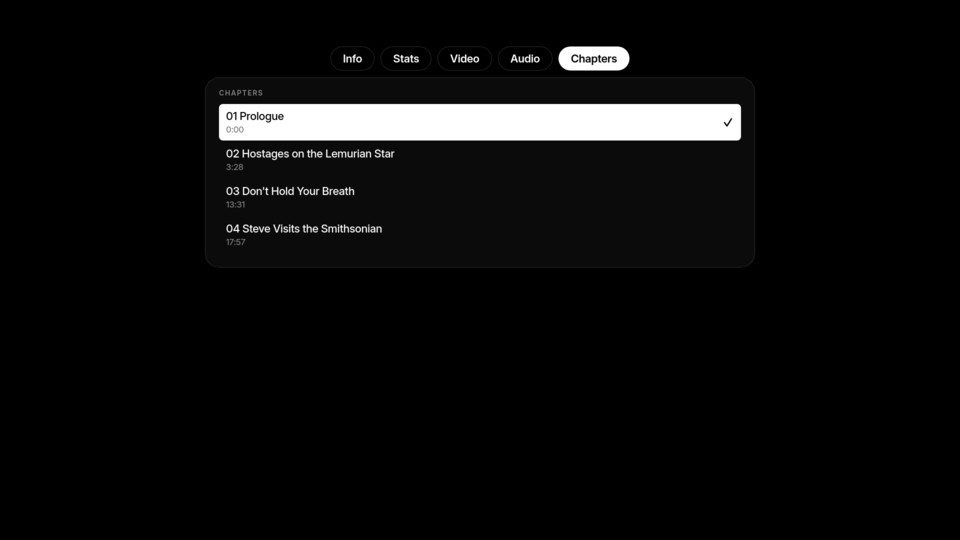 Info
Stats
Video
Audio
Chapters
CHAPTERS
01 Prologue
0:00
02 Hostages on the Lemurian Star
3:28
03 Don't Hold Your Breath
13:31
04 Steve Visits the Smithsonian
17:57